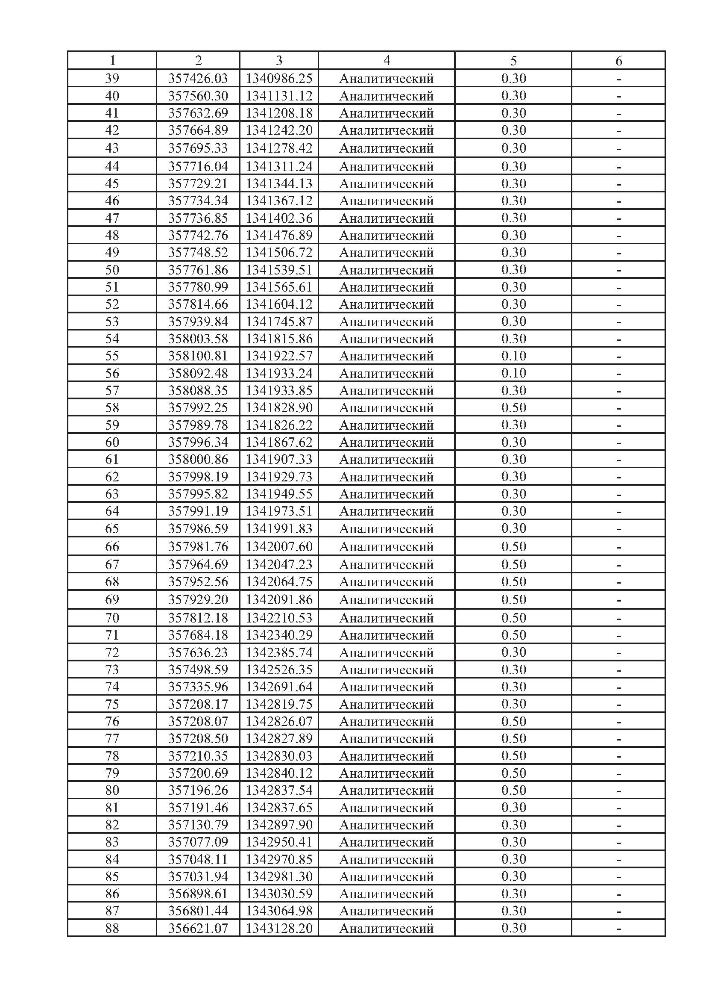 1 2 3 4 5 6
39 357426.03 1340986.25 Аналитический 0.30 -
40 357560.30 1341131.12 Аналитический 0.30 -
41 357632.69 1341208.18 Аналитический 0.30 -
42 357664.89 1341242.20 Аналитический 0.30 -
43 357695.33 1341278.42 Аналитический 0.30 -
44 357716.04 1341311.24 Аналитический 0.30 -
45 357729.21 1341344.13 Аналитический 0.30 -
46 357734.34 1341367.12 Аналитический 0.30 -
47 357736.85 1341402.36 Аналитический 0.30 -
48 357742.76 1341476.89 Аналитический 0.30 -
49 357748.52 1341506.72 Аналитический 0.30 -
50 357761.86 1341539.51 Аналитический 0.30 -
51 357780.99 1341565.61 Аналитический 0.30 -
52 357814.66 1341604.12 Аналитический 0.30 -
53 357939.84 1341745.87 Аналитический 0.30 -
54 358003.58 1341815.86 Аналитический 0.30 -
55 358100.81 1341922.57 Аналитический 0.10 -
56 358092.48 1341933.24 Аналитический 0.10 -
57 358088.35 1341933.85 Аналитический 0.30 -
58 357992.25 1341828.90 Аналитический 0.50 -
59 357989.78 1341826.22 Аналитический 0.30 -
60 357996.34 1341867.62 Аналитический 0.30 -
61 358000.86 1341907.33 Аналитический 0.30 -
62 357998.19 1341929.73 Аналитический 0.30 -
63 357995.82 1341949.55 Аналитический 0.30 -
64 357991.19 1341973.51 Аналитический 0.30 -
65 357986.59 1341991.83 Аналитический 0.30 -
66 357981.76 1342007.60 Аналитический 0.50 -
67 357964.69 1342047.23 Аналитический 0.50 -
68 357952.56 1342064.75 Аналитический 0.50 -
69 357929.20 1342091.86 Аналитический 0.50 -
70 357812.18 1342210.53 Аналитический 0.50 -
71 357684.18 1342340.29 Аналитический 0.50 -
72 357636.23 1342385.74 Аналитический 0.30 -
73 357498.59 1342526.35 Аналитический 0.30 -
74 357335.96 1342691.64 Аналитический 0.30 -
75 357208.17 1342819.75 Аналитический 0.30 -
76 357208.07 1342826.07 Аналитический 0.50 -
77 357208.50 1342827.89 Аналитический 0.50 -
78 357210.35 1342830.03 Аналитический 0.50 -
79 357200.69 1342840.12 Аналитический 0.50 -
80 357196.26 1342837.54 Аналитический 0.50 -
81 357191.46 1342837.65 Аналитический 0.30 -
82 357130.79 1342897.90 Аналитический 0.30 -
83 357077.09 1342950.41 Аналитический 0.30 -
84 357048.11 1342970.85 Аналитический 0.30 -
85 357031.94 1342981.30 Аналитический 0.30 -
86 356898.61 1343030.59 Аналитический 0.30 -
87 356801.44 1343064.98 Аналитический 0.30 -
88 356621.07 1343128.20 Аналитический 0.30 -